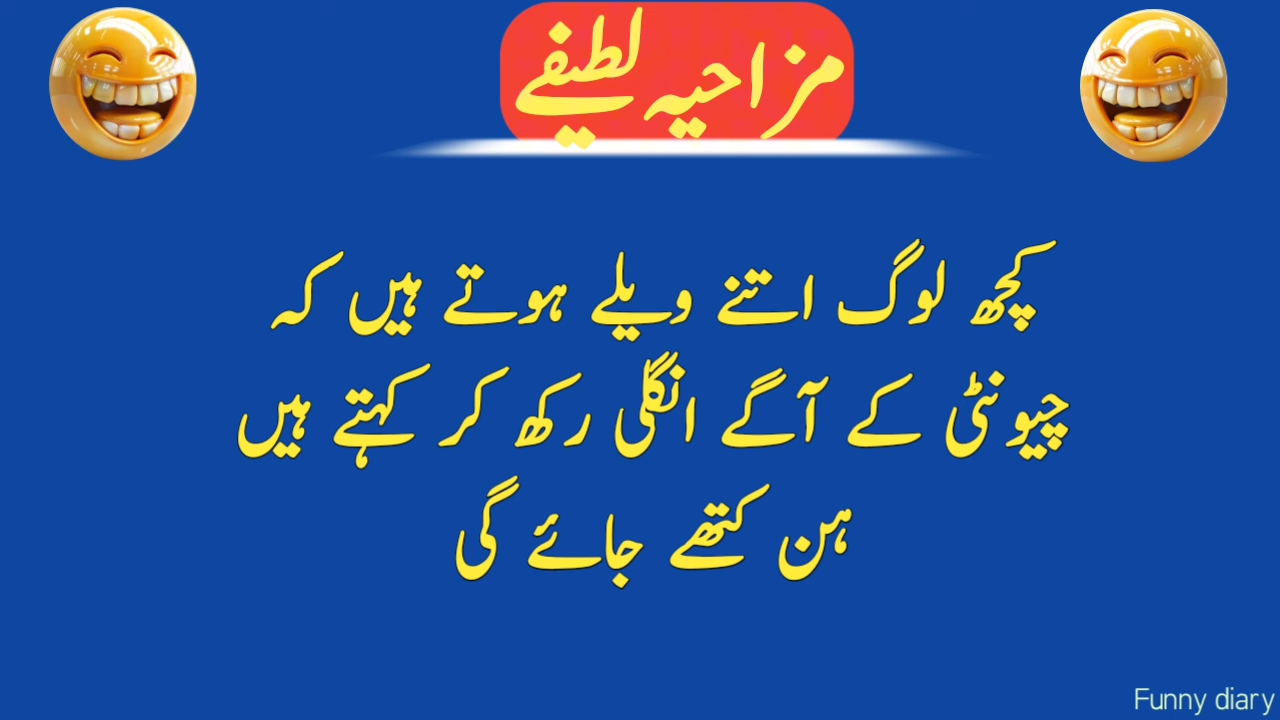 مزاحیہ لطیفے
کچھ لوگ اتنے ویلے ہوتے ہیں کہ
چیونٹی کے آگے انگلی رکھ کر کہتے ہیں
ہن کتھے جائے گی
Funny diary